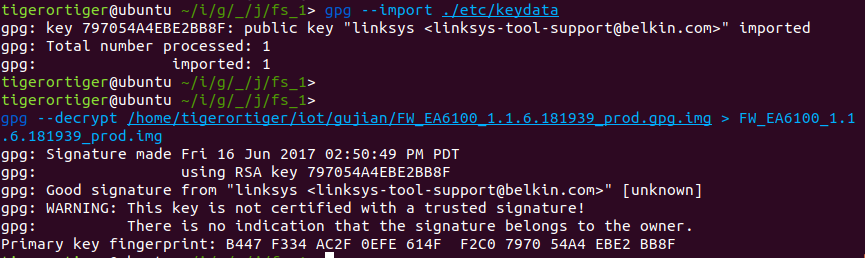 tigerortiger@ubuntu ~/i/g/_/j/fs_1> gpg --import ./etc/keydata
gpg: key 797054A4EBE2BB8F: public key "linksys <linksys-tool-support@belkin.com>" imported
gpg: Total number processed: 1
gpg:               imported: 1
tigerortiger@ubuntu ~/i/g/_/j/fs_1>
tigerortiger@ubuntu ~/i/g/_/j/fs_1>
gpg --decrypt /home/tigerortiger/iot/gujian/FW_EA6100_1.1.6.181939_prod.gpg.img > FW_EA6100_1.1
.6.181939_prod.img
gpg: Signature made Fri 16 Jun 2017 02:50:49 PM PDT
gpg:                using RSA key 797054A4EBE2BB8F
gpg: Good signature from "linksys <linksys-tool-support@belkin.com>" [unknown]
gpg: WARNING: This key is not certified with a trusted signature!
gpg:          There is no indication that the signature belongs to the owner.
Primary key fingerprint: B447 F334 AC2F 0EFE 614F  F2C0 7970 54A4 EBE2 BB8F